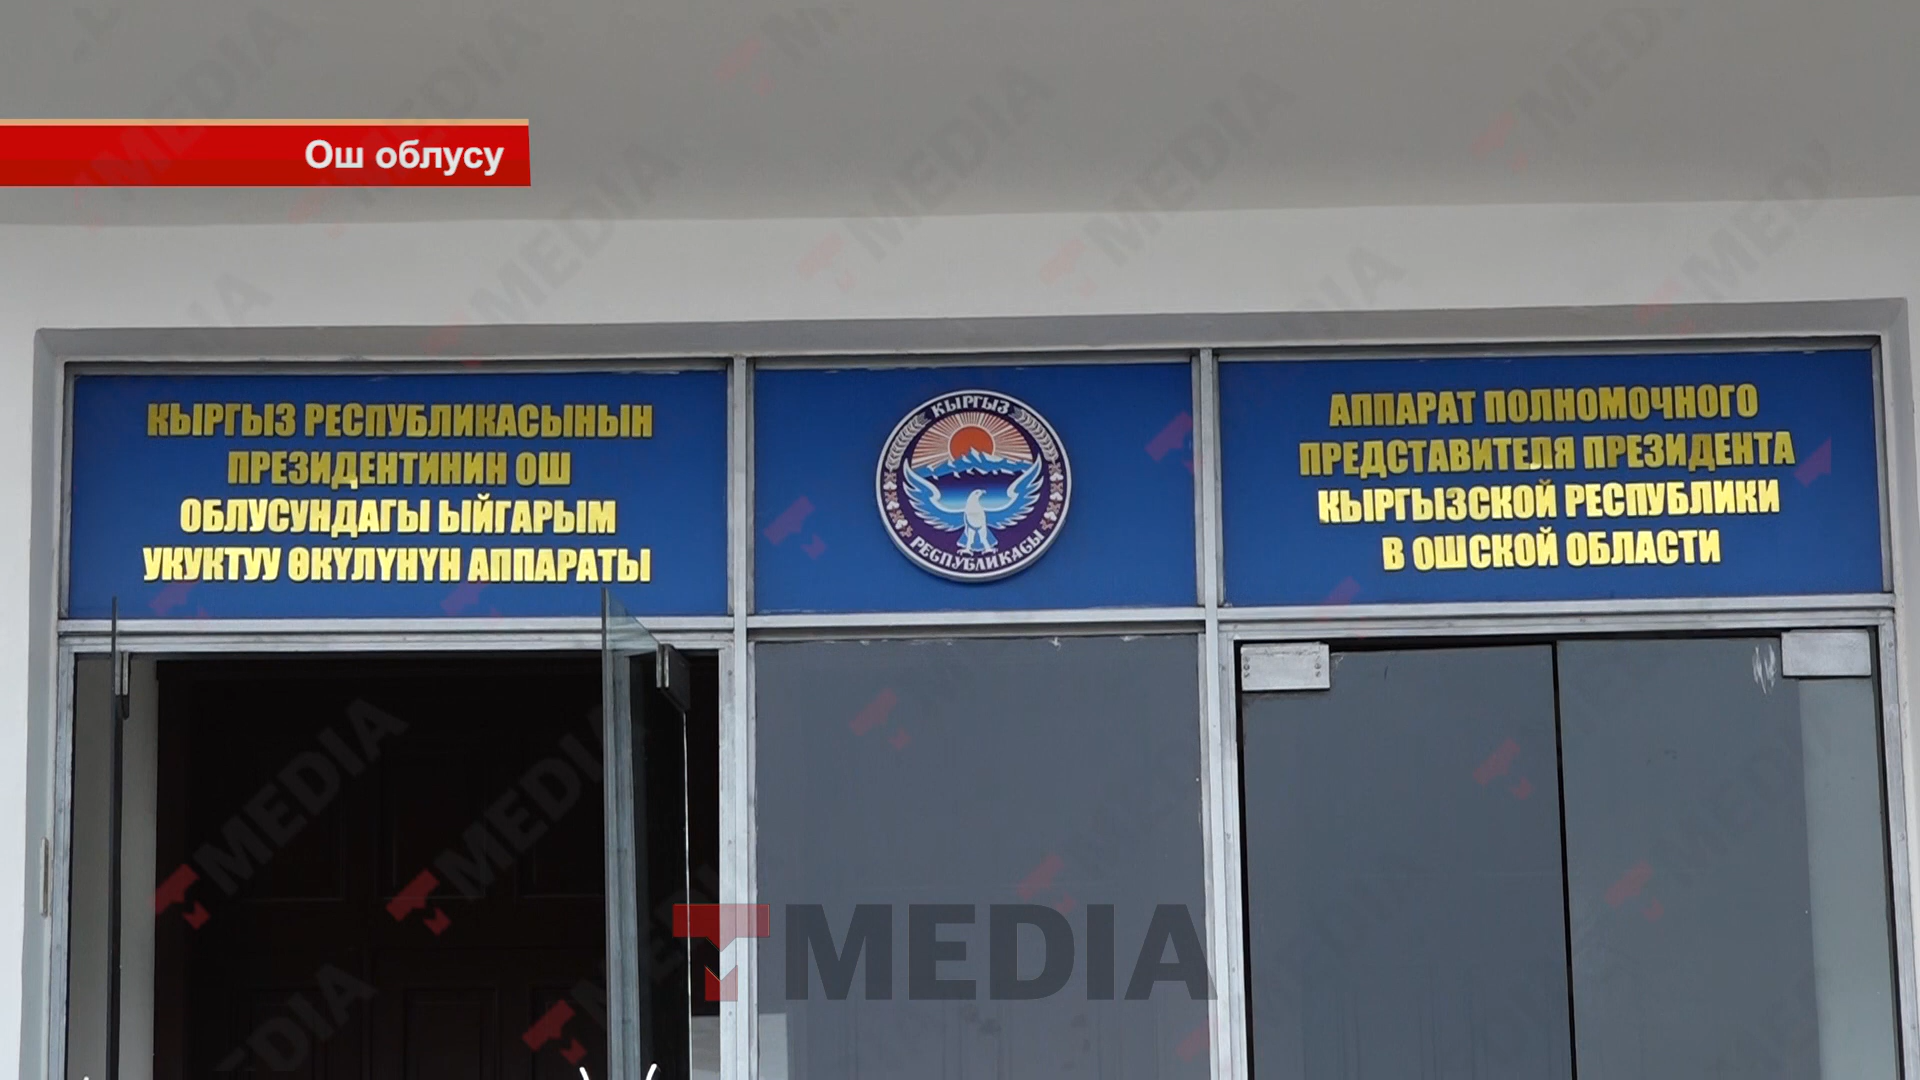 Ош облусу
КЫРГЫЗ РЕСПУБЛИКАСЫНЫН
ПРЕЗИДЕНТИНИН ОШ
ОБЛУСУНДАГЫ ЫЙГАРЫМ
УКУКТУУ ӨКҮЛҮНҮН АППАРАТЫ
КЫРГЫЗ
РЕСПУБЛИКАСЫ
АППАРАТ ПОЛНОМОЧНОГО
ПРЕДСТАВИТЕЛЯ ПРЕЗИДЕНТА
КЫРГЫЗСКОЙ РЕСПУБЛИКИ
В ОШСКОЙ ОБЛАСТИ
TMEDIA